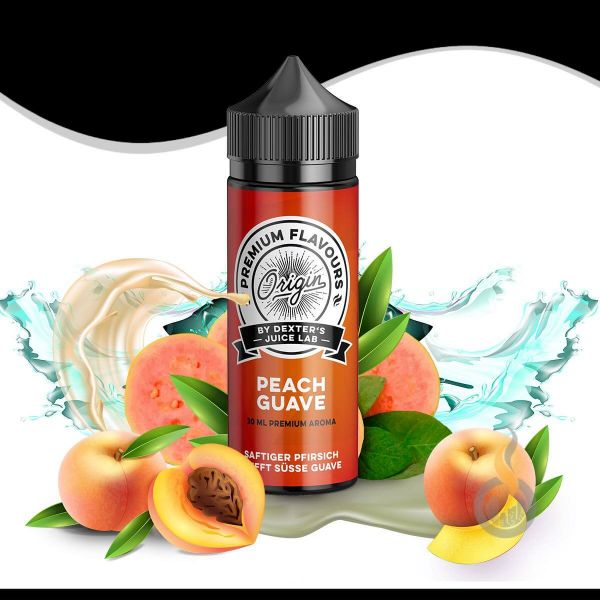 PREMIUM FLAVOURS
Origin
BY DEXTER'S
JUICE LAB
PEACH
GUAVE
30 ML PREMIUM AROMA
SAFTIGER PFIRSICH
SÜSSE GUAVE